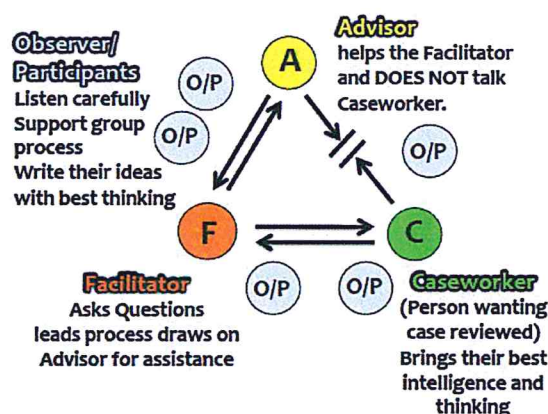 Observer/
Participants
Listen carefully
Support group
process
Write their ideas
with best thinking
O/P
O/P
A
Advisor
helps the Facilitator
and DOES NOT talk
Caseworker.
O/P
F
C
Facilitator
Asks Questions
leads process draws on
Advisor for assistance
O/P
O/P
Caseworker
(Person wanting
case reviewed)
Brings their best
intelligence and
thinking